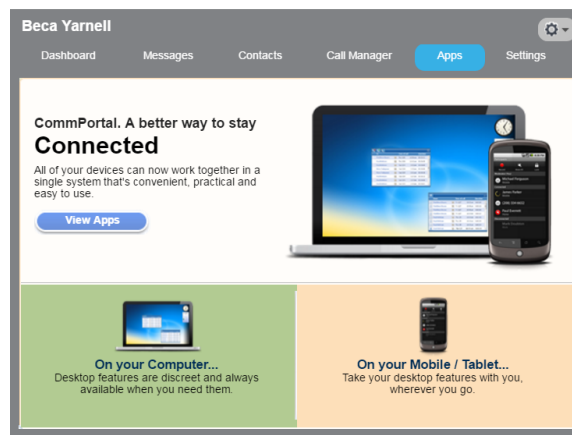 Beca Yarnell
Dashboard Messages Contacts Call Manager Apps Settings
CommPortal. A better way to stay
Connected
All of your devices can now work together in a
single system that's convenient, practical and
easy to use.
View Apps
On your Computer...
Desktop features are discreet and always
available when you need them.
On your Mobile / Tablet...
Take your desktop features with you,
wherever you go.